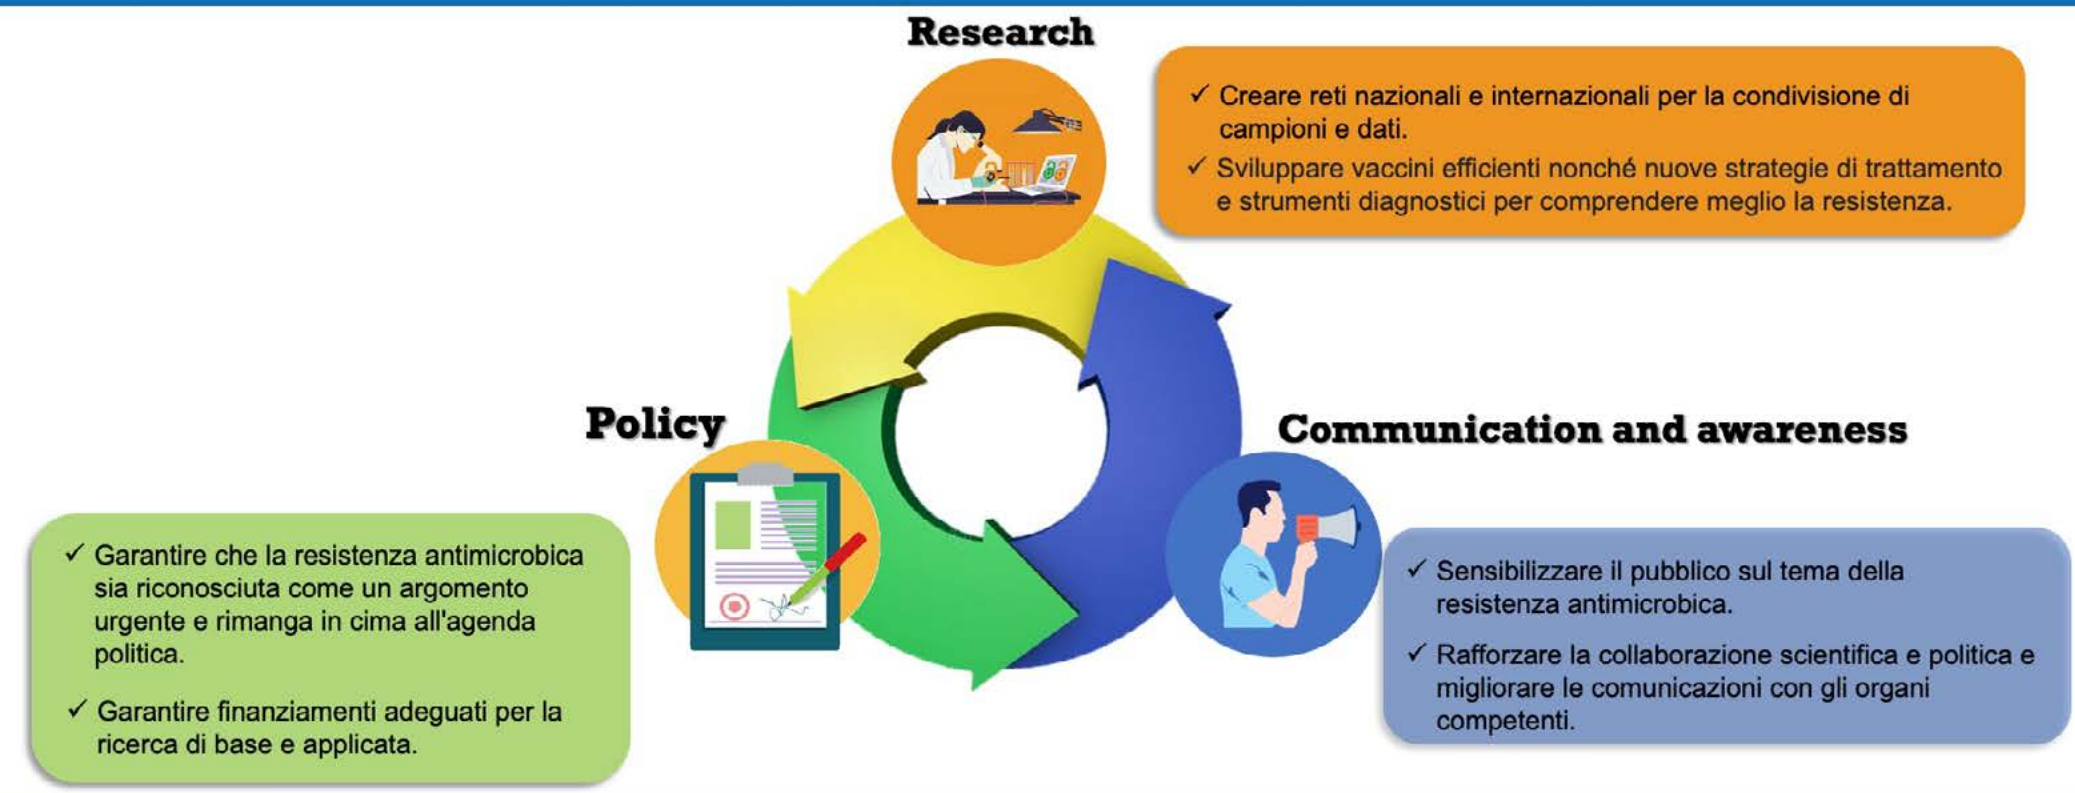 Research
✓ Creare reti nazionali e internazionali per la condivisione di
campioni e dati.
✓ Sviluppare vaccini efficienti nonché nuove strategie di trattamento
e strumenti diagnostici per comprendere meglio la resistenza.
Policy
✓ Garantire che la resistenza antimicrobica
sia riconosciuta come un argomento
urgente e rimanga in cima all'agenda
politica.
✓ Garantire finanziamenti adeguati per la
ricerca di base e applicata.
Communication and awareness
✓ Sensibilizzare il pubblico sul tema della
resistenza antimicrobica.
✓ Rafforzare la collaborazione scientifica e politica e
migliorare le comunicazioni con gli organi
competenti.